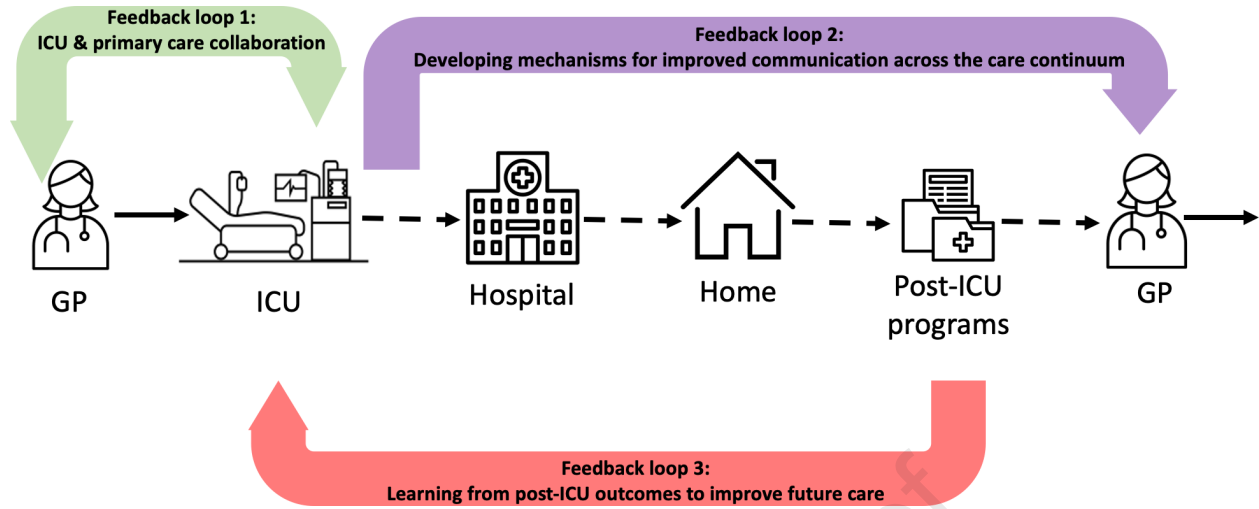 Feedback loop 1:
ICU & primary care collaboration
Feedback loop 2:
Developing mechanisms for improved communication across the care continuum
GP
ICU
Hospital
Home
Post-ICU
programs
GP
Feedback loop 3:
Learning from post-ICU outcomes to improve future care